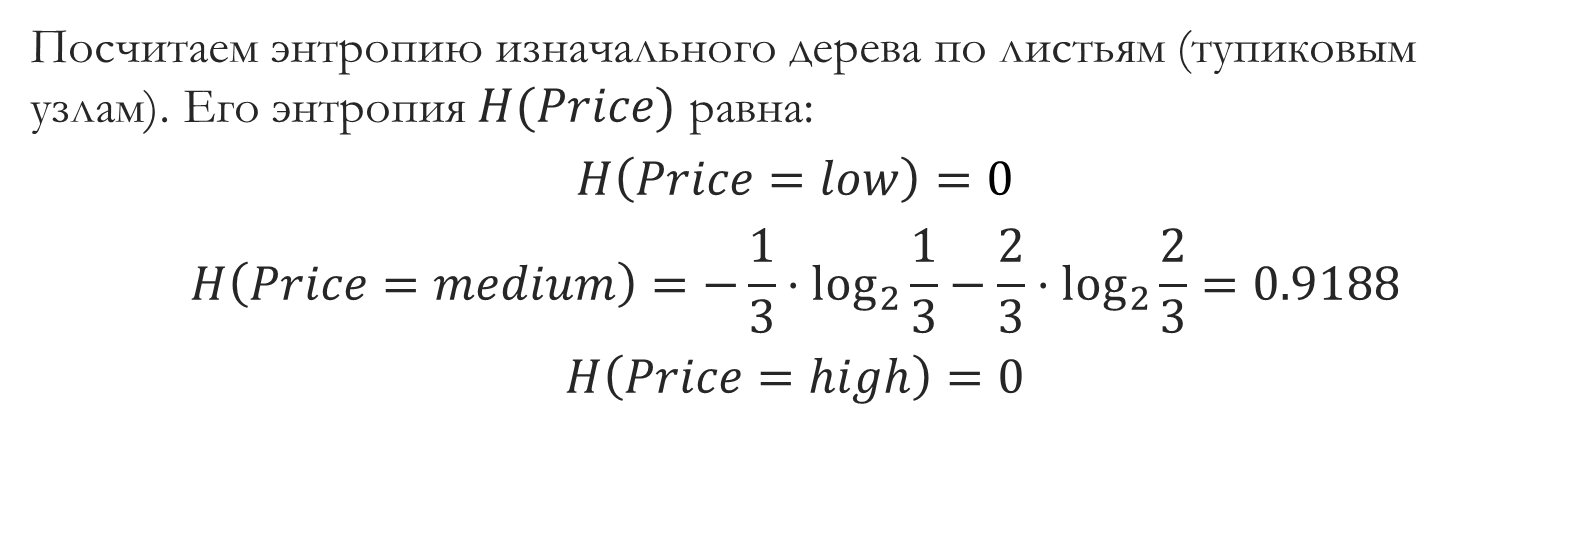 Посчитаем энтропию изначального дерева по листьям (тупиковым
узлам). Его энтропия H(Price) равна:
H(Price = low) = 0
H(Price = medium) = −1/3 · log₂ 1/3 − 2/3 · log₂ 2/3 = 0.9188
H(Price = high) = 0